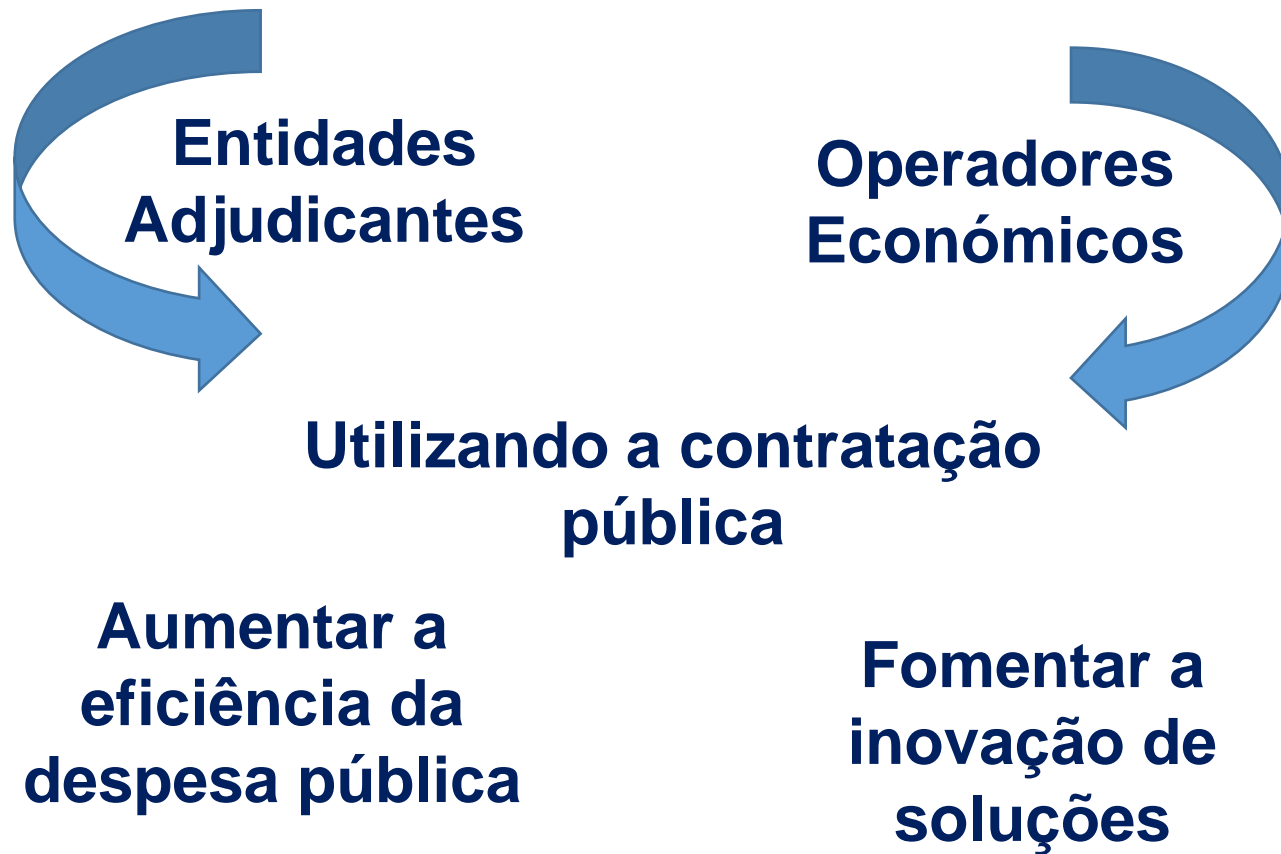 Entidades
Adjudicantes
Operadores
Económicos
Utilizando a contratação
pública
Aumentar a
eficiência da
despesa pública
Fomentar a
inovação de
soluções